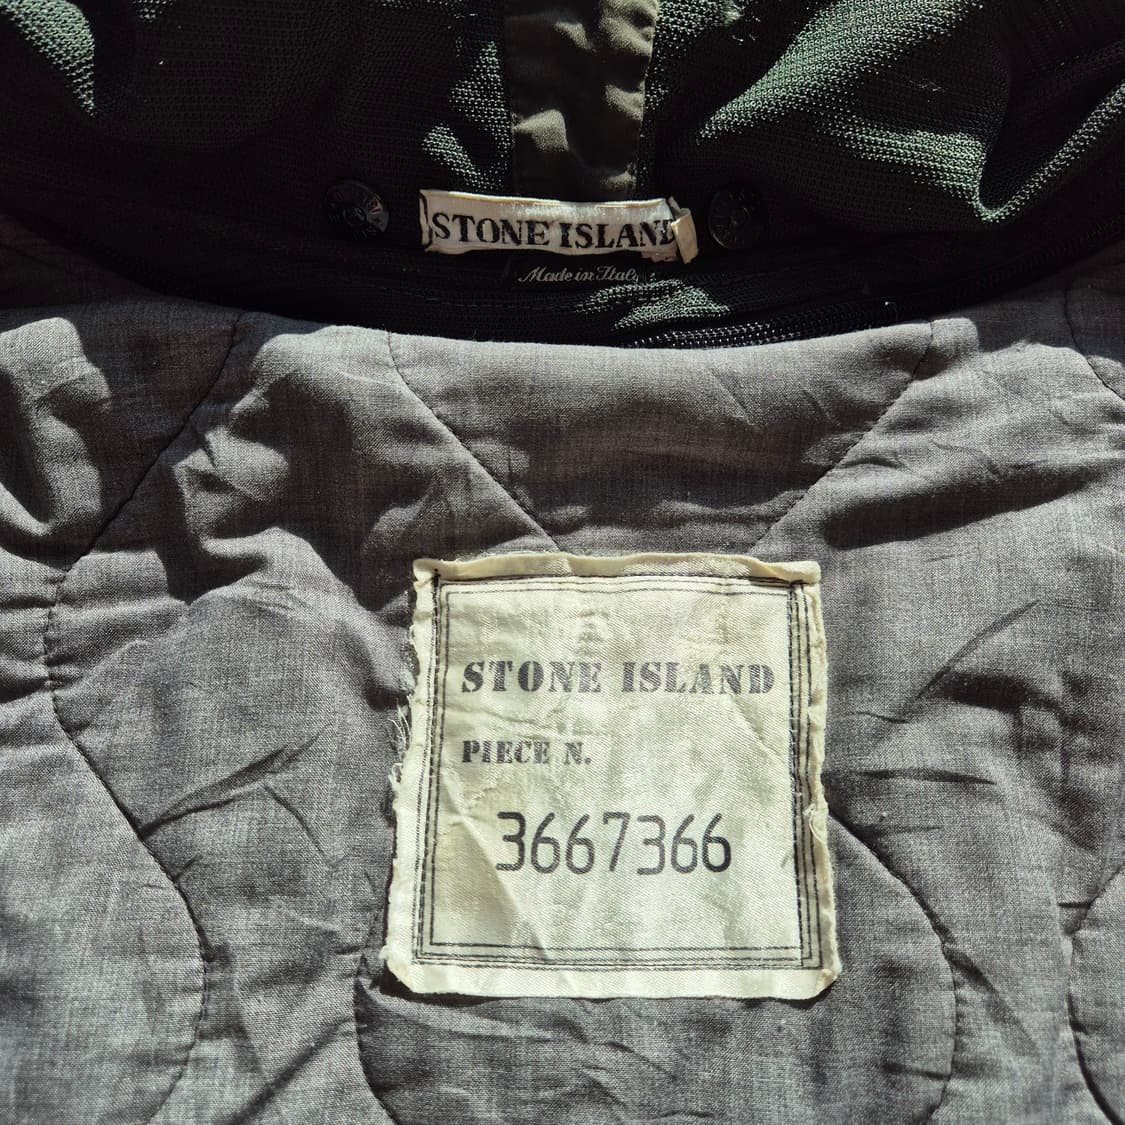 STONE ISLAND
Made in Italy
STONE ISLAND
PIECE N.
3667366